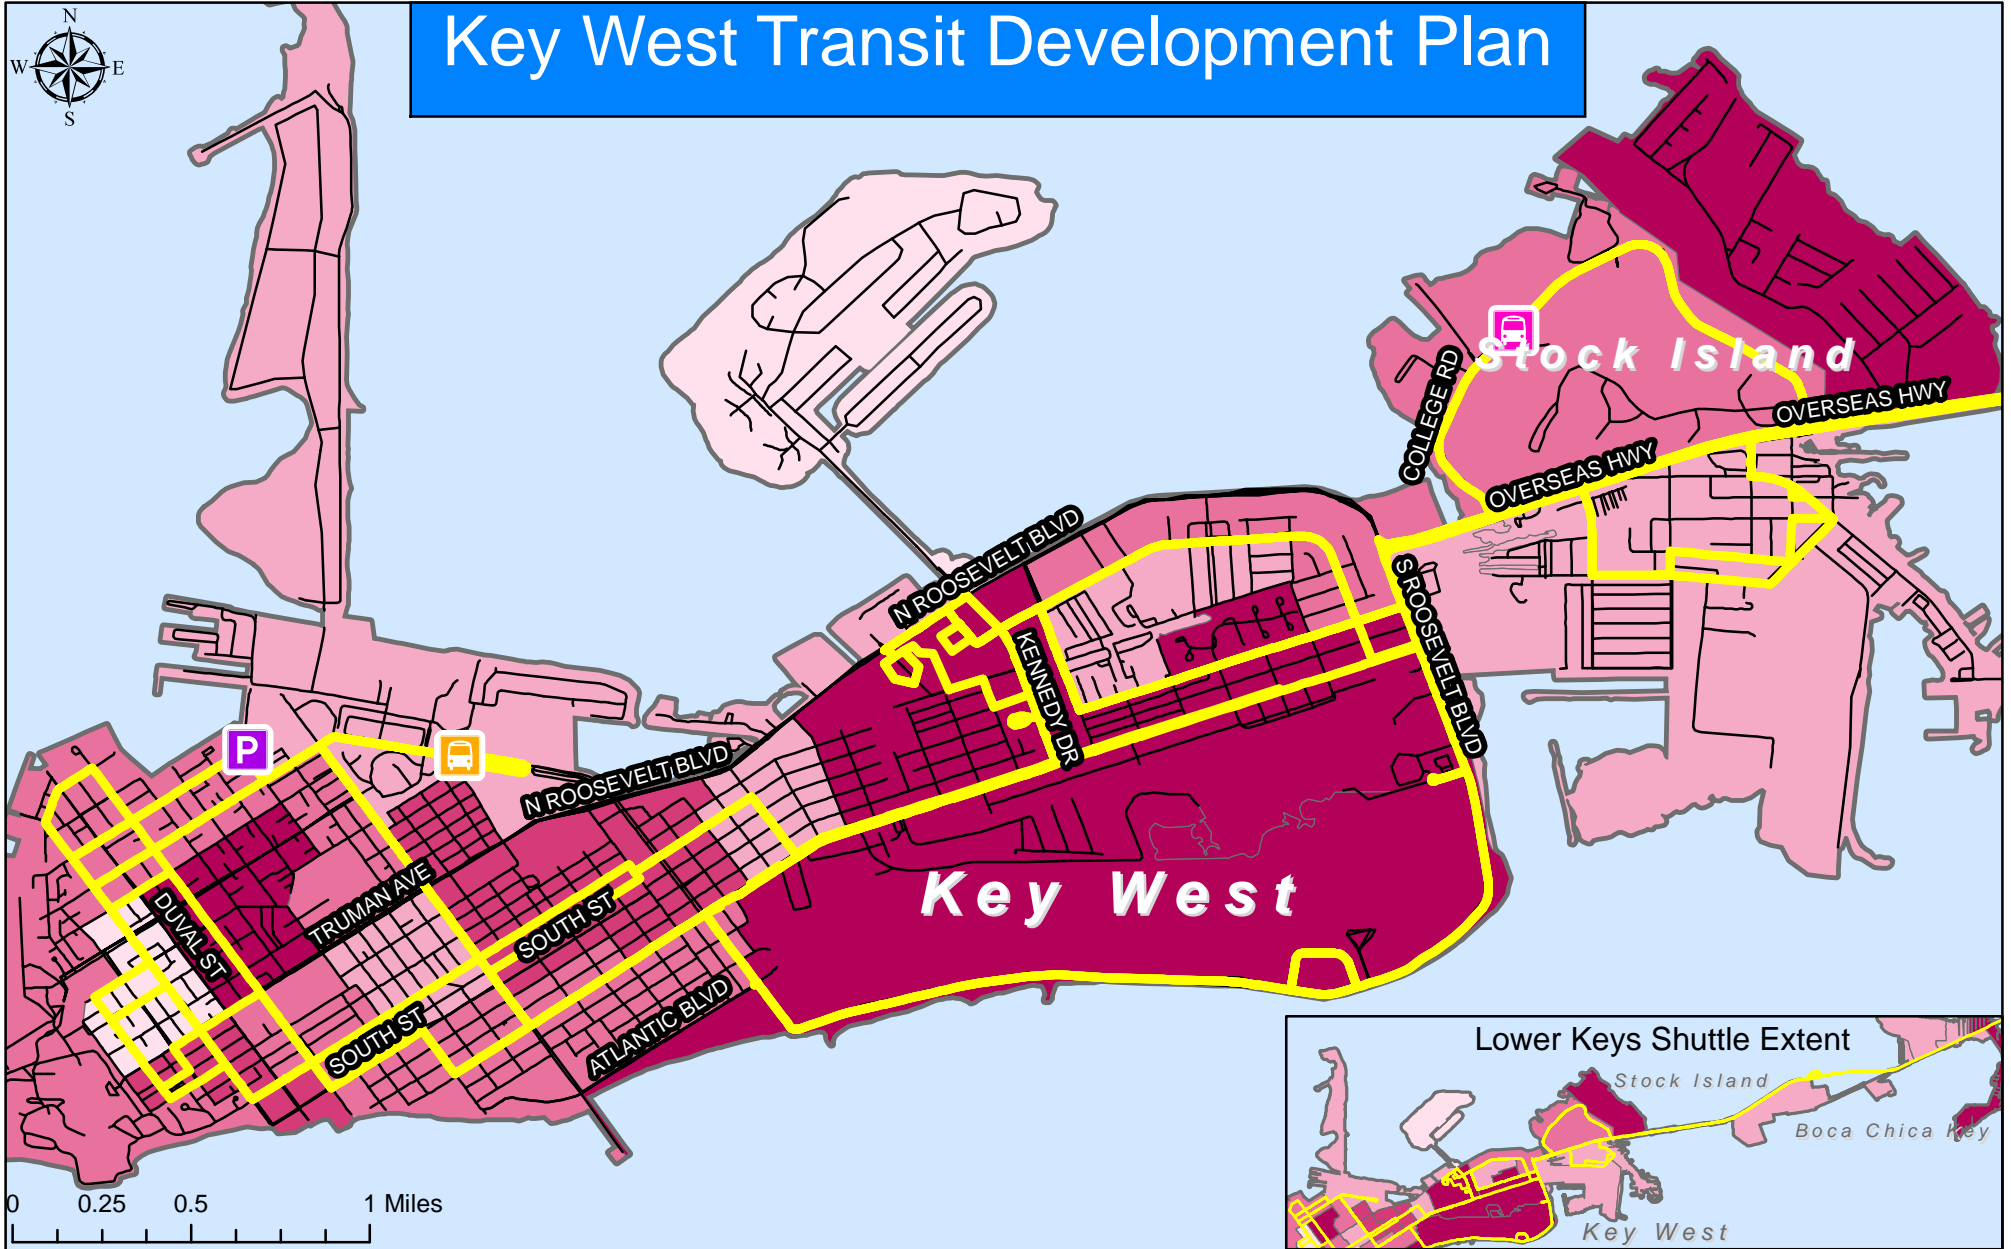 Key West Transit Development Plan
N
W
E
S
Stock Island
COLLEGE RD
OVERSEAS HWY
OVERSEAS HWY
N ROOSEVELT BLVD
S ROOSEVELT BLVD
KENNEDY DR
P
N ROOSEVELT BLVD
TRUMAN AVE
DUVAL ST
SOUTH ST
SOUTH ST
ATLANTIC BLVD
Key West
Lower Keys Shuttle Extent
Stock Island
Boca Chica Key
Key West
0 0.25 0.5 1 Miles